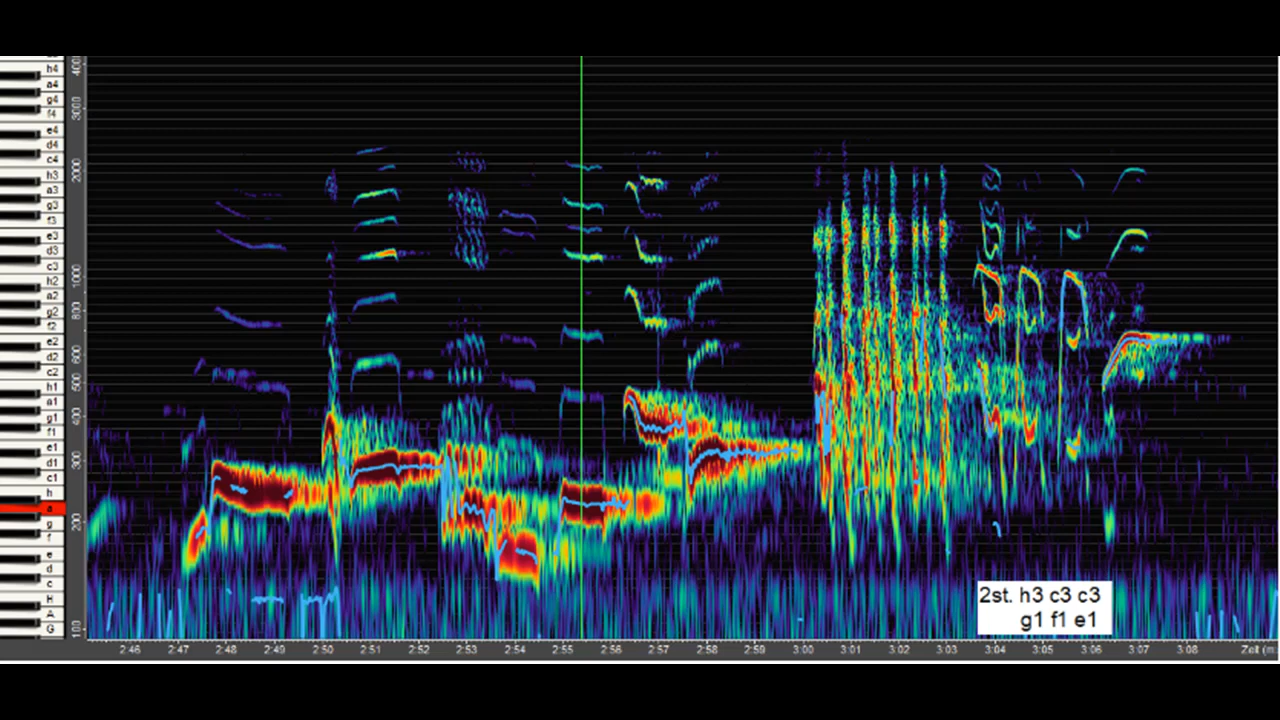 h4
a4
g4
f4
e4
d4
c4
h3
a3
g3
f3
e3
d3
c3
h2
a2
g2
f2
e2
d2
c2
h1
a1
g1
f1
e1
d1
c1
h
a
g
f
e
d
c
H
A
G
3000
2000
1000
800
600
500
400
300
200
100
2:46 2:47 2:48 2:49 2:50 2:51 2:52 2:53 2:54 2:55 2:56 2:57 2:58 2:59 3:00 3:01 3:02 3:03 3:04 3:05 3:06 3:07 3:08 Zeit (m
2st. h3 c3 c3
g1 f1 e1